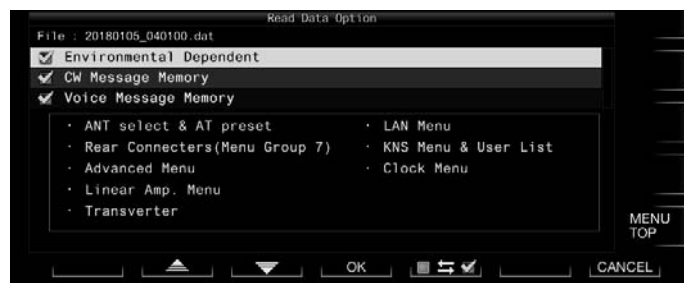 Read Data Option
File : 20180105_040100.dat
Environmental Dependent
CW Message Memory
Voice Message Memory
· ANT select & AT preset
· Rear Connecters(Menu Group 7)
· Advanced Menu
· Linear Amp. Menu
· Transverter
· LAN Menu
· KNS Menu & User List
· Clock Menu
MENU
TOP
OK
CANCEL